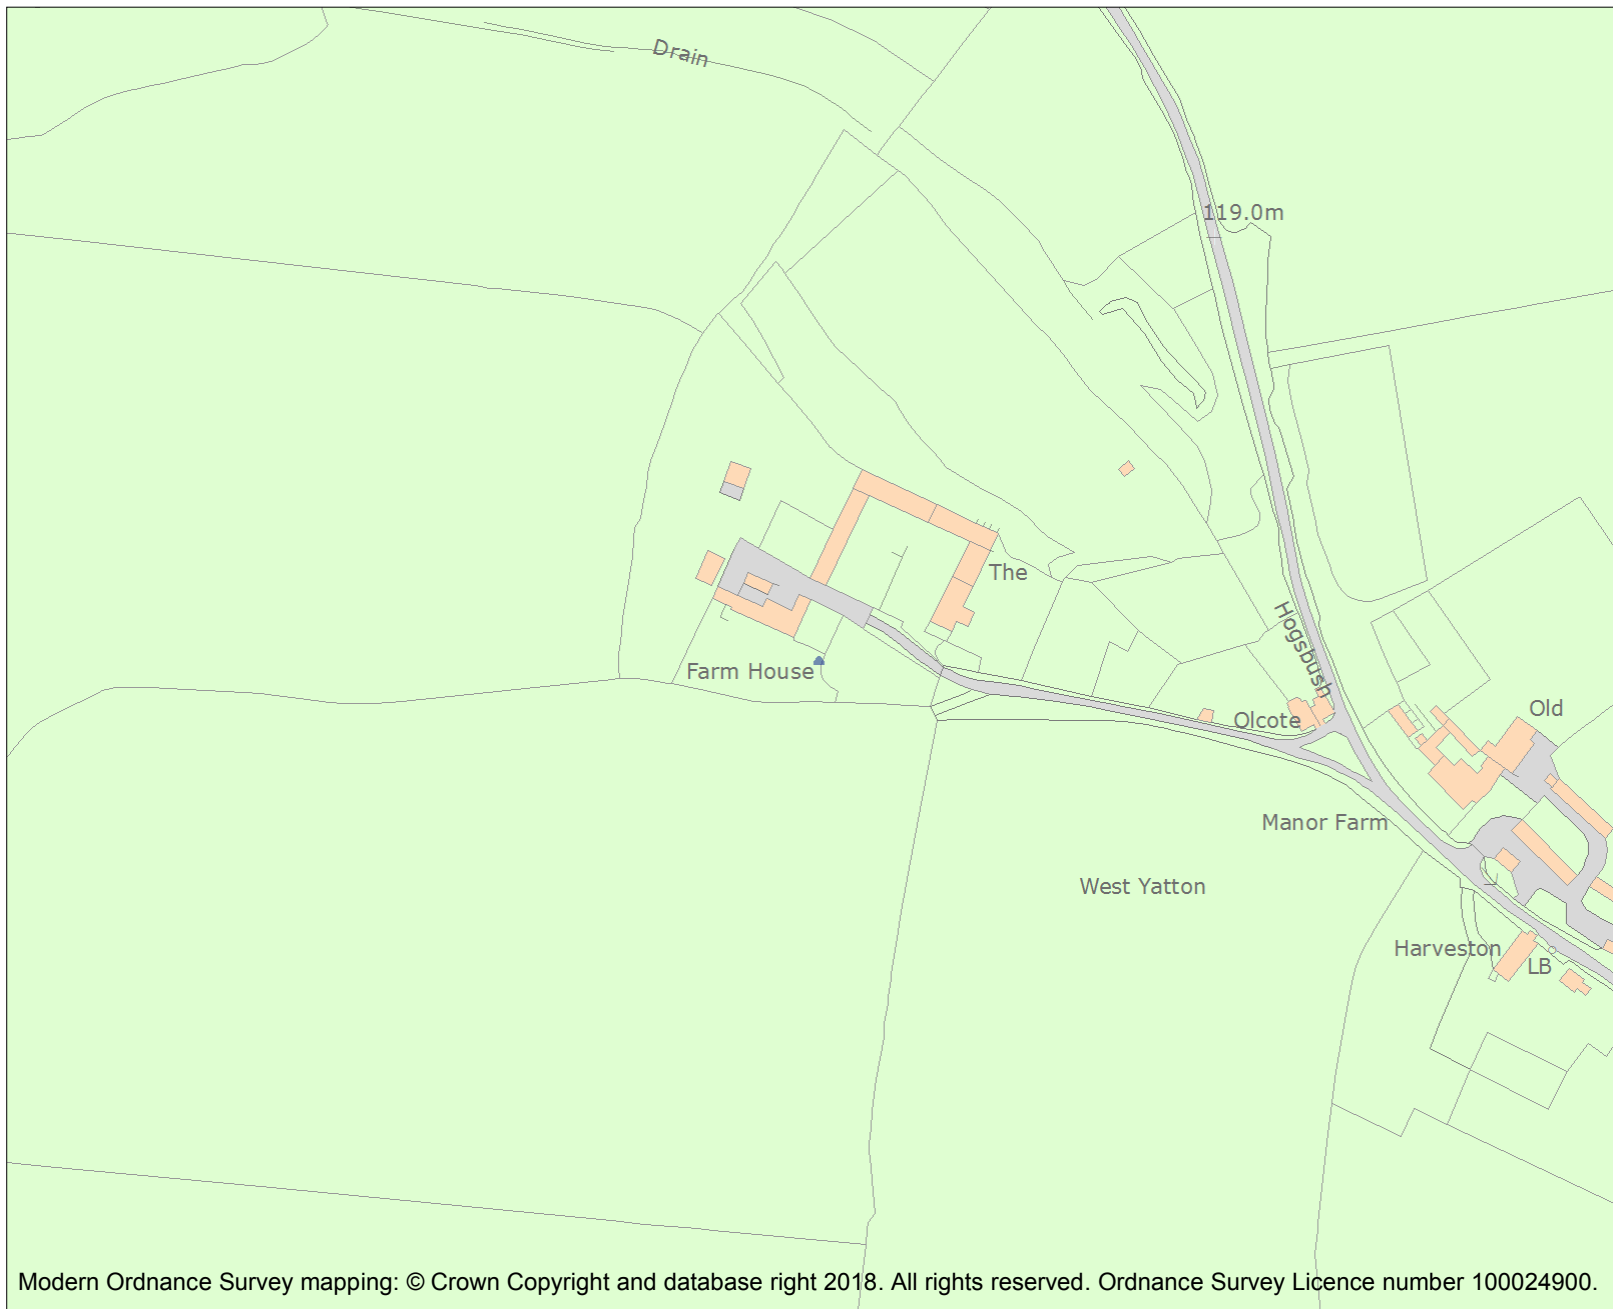 Drain
119.0m
The
Hogsbush
Farm House
Olcote
Old
Manor Farm
West Yatton
Harveston
LB
Modern Ordnance Survey mapping: © Crown Copyright and database right 2018. All rights reserved. Ordnance Survey Licence number 100024900.